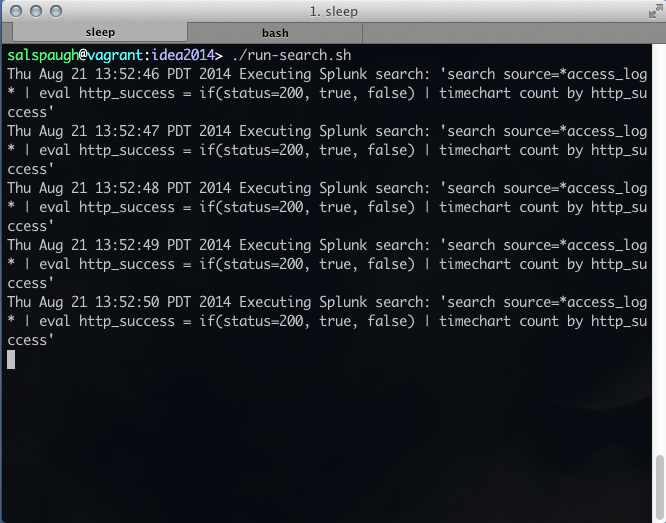 1. sleep
sleep bash
salspaugh@vagrant:idea2014> ./run-search.sh
Thu Aug 21 13:52:46 PDT 2014 Executing Splunk search: 'search source=*access_log
* | eval http_success = if(status=200, true, false) | timechart count by http_su
ccess'
Thu Aug 21 13:52:47 PDT 2014 Executing Splunk search: 'search source=*access_log
* | eval http_success = if(status=200, true, false) | timechart count by http_su
ccess'
Thu Aug 21 13:52:48 PDT 2014 Executing Splunk search: 'search source=*access_log
* | eval http_success = if(status=200, true, false) | timechart count by http_su
ccess'
Thu Aug 21 13:52:49 PDT 2014 Executing Splunk search: 'search source=*access_log
* | eval http_success = if(status=200, true, false) | timechart count by http_su
ccess'
Thu Aug 21 13:52:50 PDT 2014 Executing Splunk search: 'search source=*access_log
* | eval http_success = if(status=200, true, false) | timechart count by http_su
ccess'